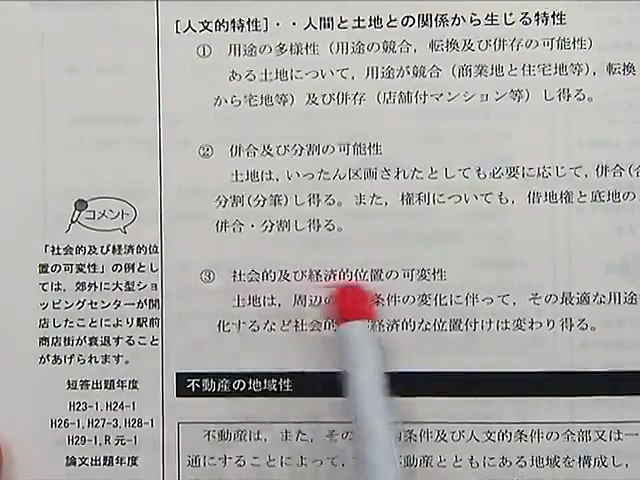 [人文的特性]・・人間と土地との関係から生じる特性
① 用途の多様性（用途の競合，転換及び併存の可能性）
ある土地について，用途が競合（商業地と住宅地等），転換
から宅地等）及び併存（店舗付マンション等）し得る。
② 併合及び分割の可能性
土地は，いったん区画されたとしても必要に応じて，併合(合
分割(分筆)し得る。また，権利についても，借地権と底地の
併合・分割し得る。
③ 社会的及び経済的位置の可変性
土地は，周辺の 条件の変化に伴って，その最適な用途
化するなど社会的 経済的な位置付けは変わり得る。
コメント
「社会的及び経済的位
置の可変性」の例とし
ては，郊外に大型ショ
ッピングセンターが開
店したことにより駅前
商店街が衰退すること
があげられます。
短答出題年度
H23-1, H24-1
H26-1, H27-3, H28-1
H29-1, R 元-1
論文出題年度
不動産の地域性
不動産は，また，その 条件及び人文的条件の全部又は一
通にすることによって， 不動産とともにある地域を構成し，